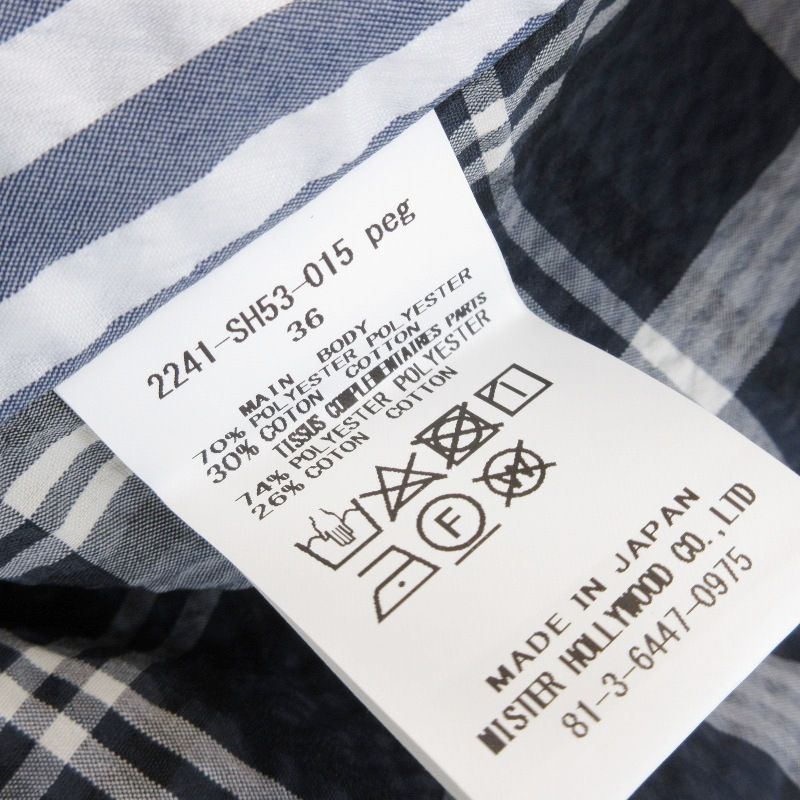 2241-SH53-015 peg
36
MAIN BODY
70% POLYESTER POLYESTER
30% COTON COTTON
TISSUS COMPLEMENTAIRES PARTS
74% POLYESTER POLYESTER
26% COTON COTTON
F
W
MADE IN JAPAN
MISTER HOLLYWOOD CO.,LTD
81-3-6447-0975